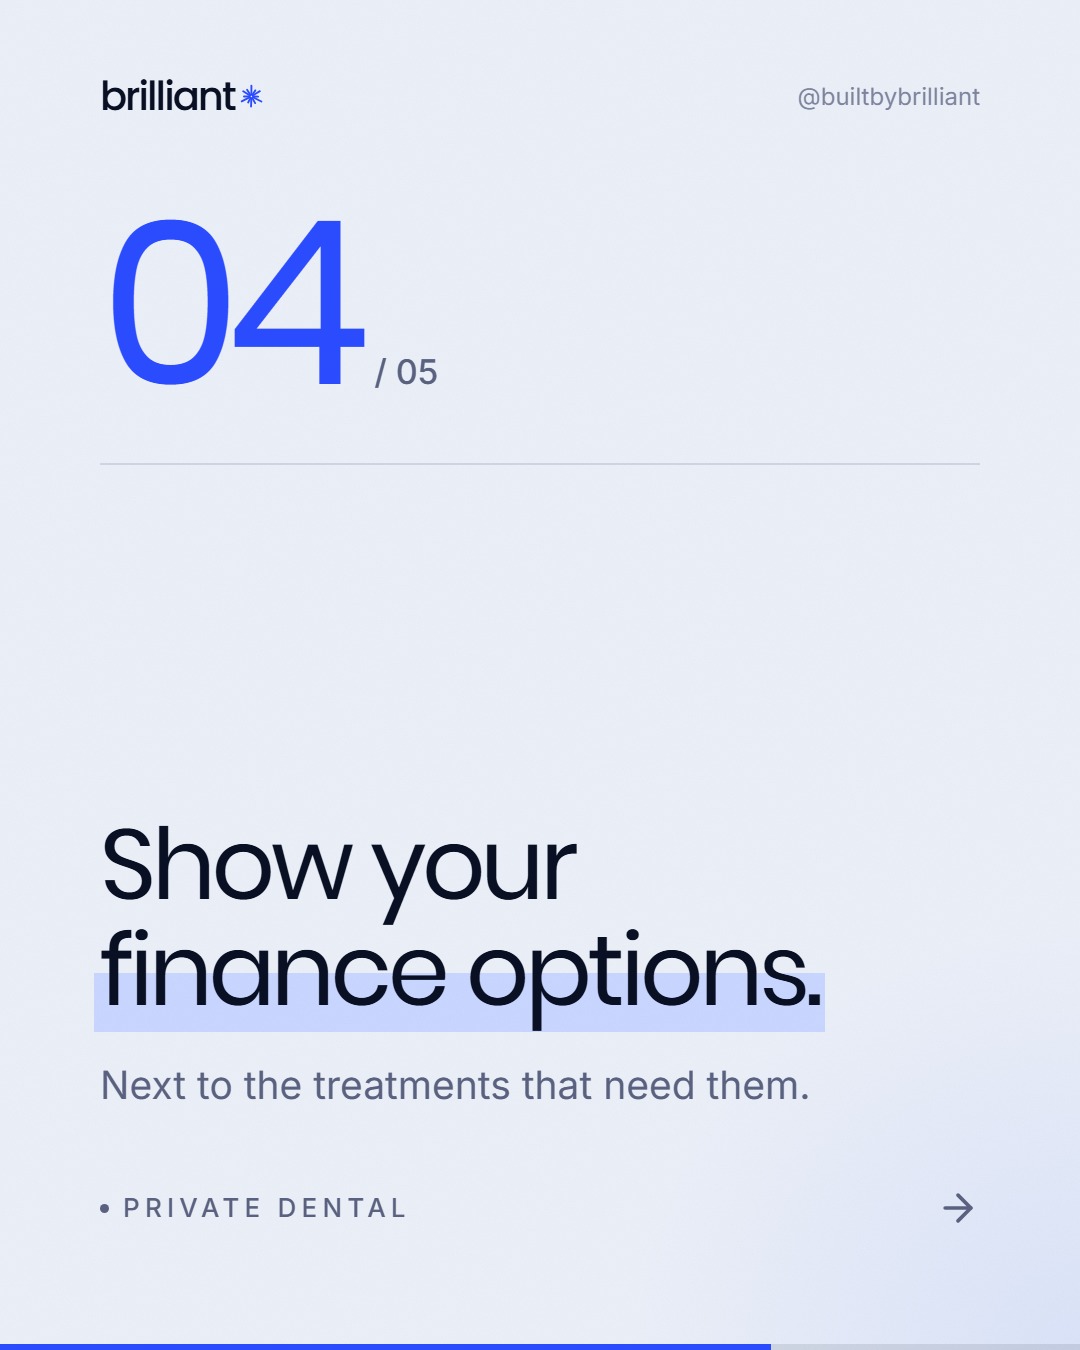 brilliant
@builtbybrilliant
04 / 05
Show your
finance options.
Next to the treatments that need them.
• PRIVATE DENTAL